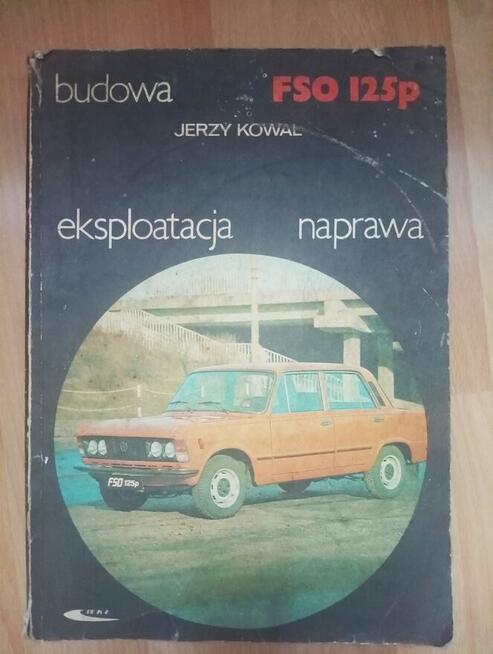 budowa FSO 125p
JERZY KOWAL
eksploatacja naprawa
FSO 125p